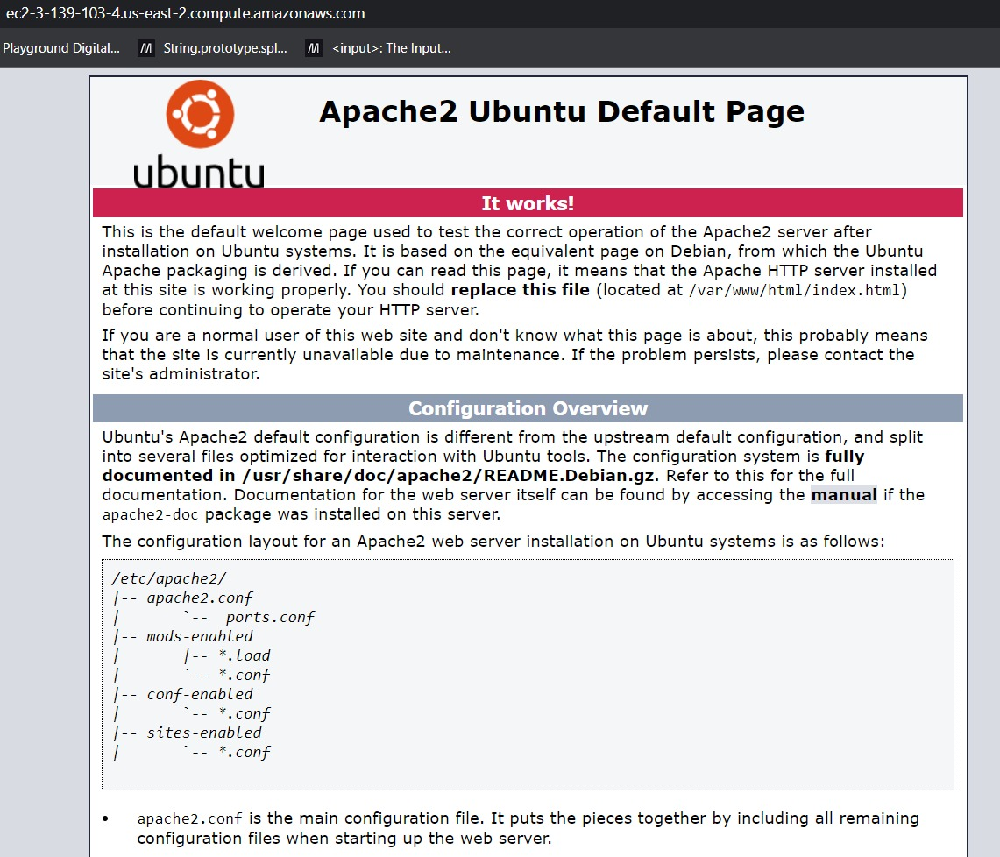 ec2-3-139-103-4.us-east-2.compute.amazonaws.com
Playground Digital... M String.prototype.spl... M <input>: The Input...
ubuntu
Apache2 Ubuntu Default Page
It works!
This is the default welcome page used to test the correct operation of the Apache2 server after
installation on Ubuntu systems. It is based on the equivalent page on Debian, from which the Ubuntu
Apache packaging is derived. If you can read this page, it means that the Apache HTTP server installed
at this site is working properly. You should replace this file (located at /var/www/html/index.html)
before continuing to operate your HTTP server.
If you are a normal user of this web site and don't know what this page is about, this probably means
that the site is currently unavailable due to maintenance. If the problem persists, please contact the
site's administrator.
Configuration Overview
Ubuntu's Apache2 default configuration is different from the upstream default configuration, and split
into several files optimized for interaction with Ubuntu tools. The configuration system is fully
documented in /usr/share/doc/apache2/README.Debian.gz. Refer to this for the full
documentation. Documentation for the web server itself can be found by accessing the manual if the
apache2-doc package was installed on this server.
The configuration layout for an Apache2 web server installation on Ubuntu systems is as follows:
/etc/apache2/
|-- apache2.conf
|       `--  ports.conf
|-- mods-enabled
|       |-- *.load
|       `-- *.conf
|-- conf-enabled
|       `-- *.conf
|-- sites-enabled
|       `-- *.conf
• apache2.conf is the main configuration file. It puts the pieces together by including all remaining
configuration files when starting up the web server.